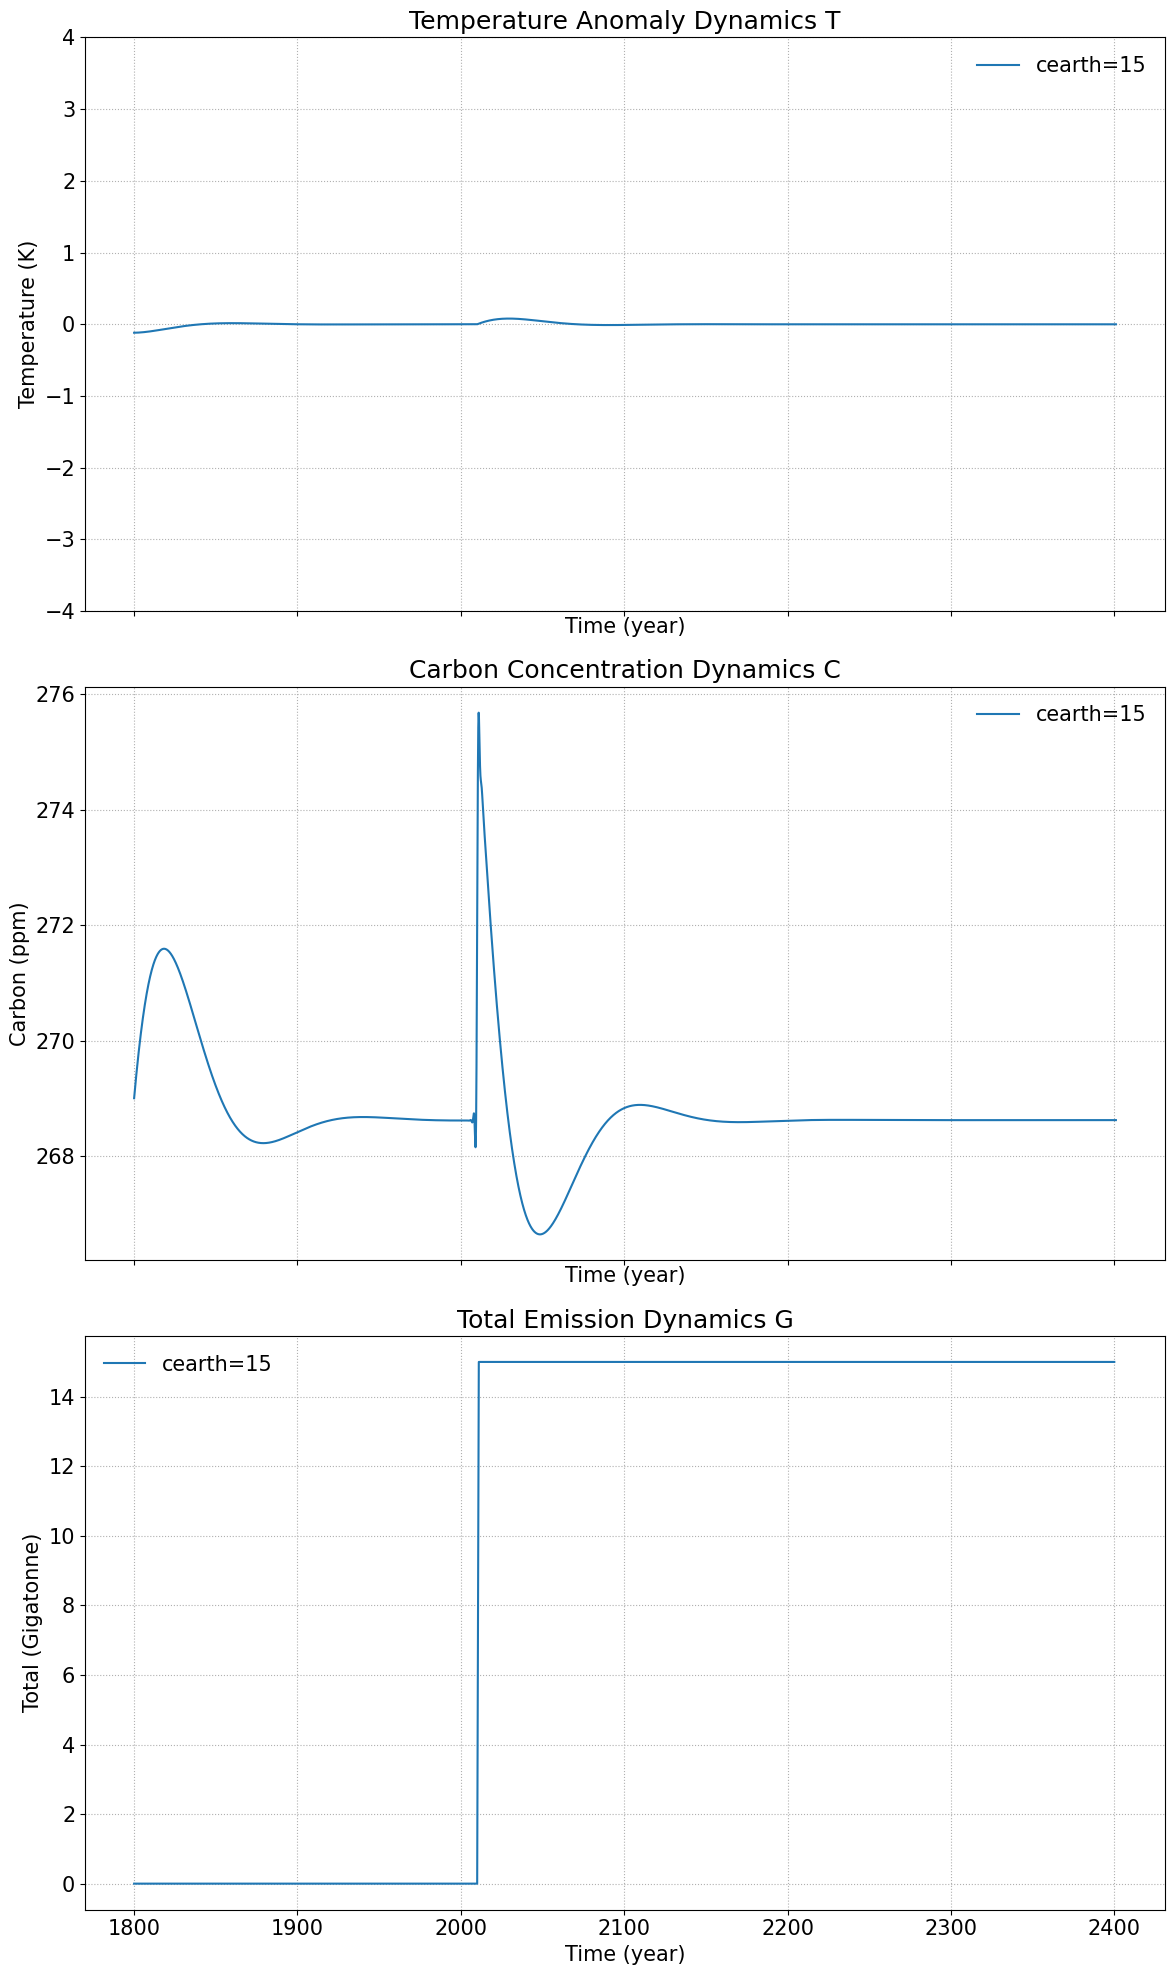 Temperature Anomaly Dynamics T
cearth=15
4
3
2
1
0
−1
−2
−3
−4
Temperature (K)
Time (year)
Carbon Concentration Dynamics C
cearth=15
276
274
272
270
268
Carbon (ppm)
Time (year)
Total Emission Dynamics G
cearth=15
14
12
10
8
6
4
2
0
Total (Gigatonne)
1800 1900 2000 2100 2200 2300 2400
Time (year)